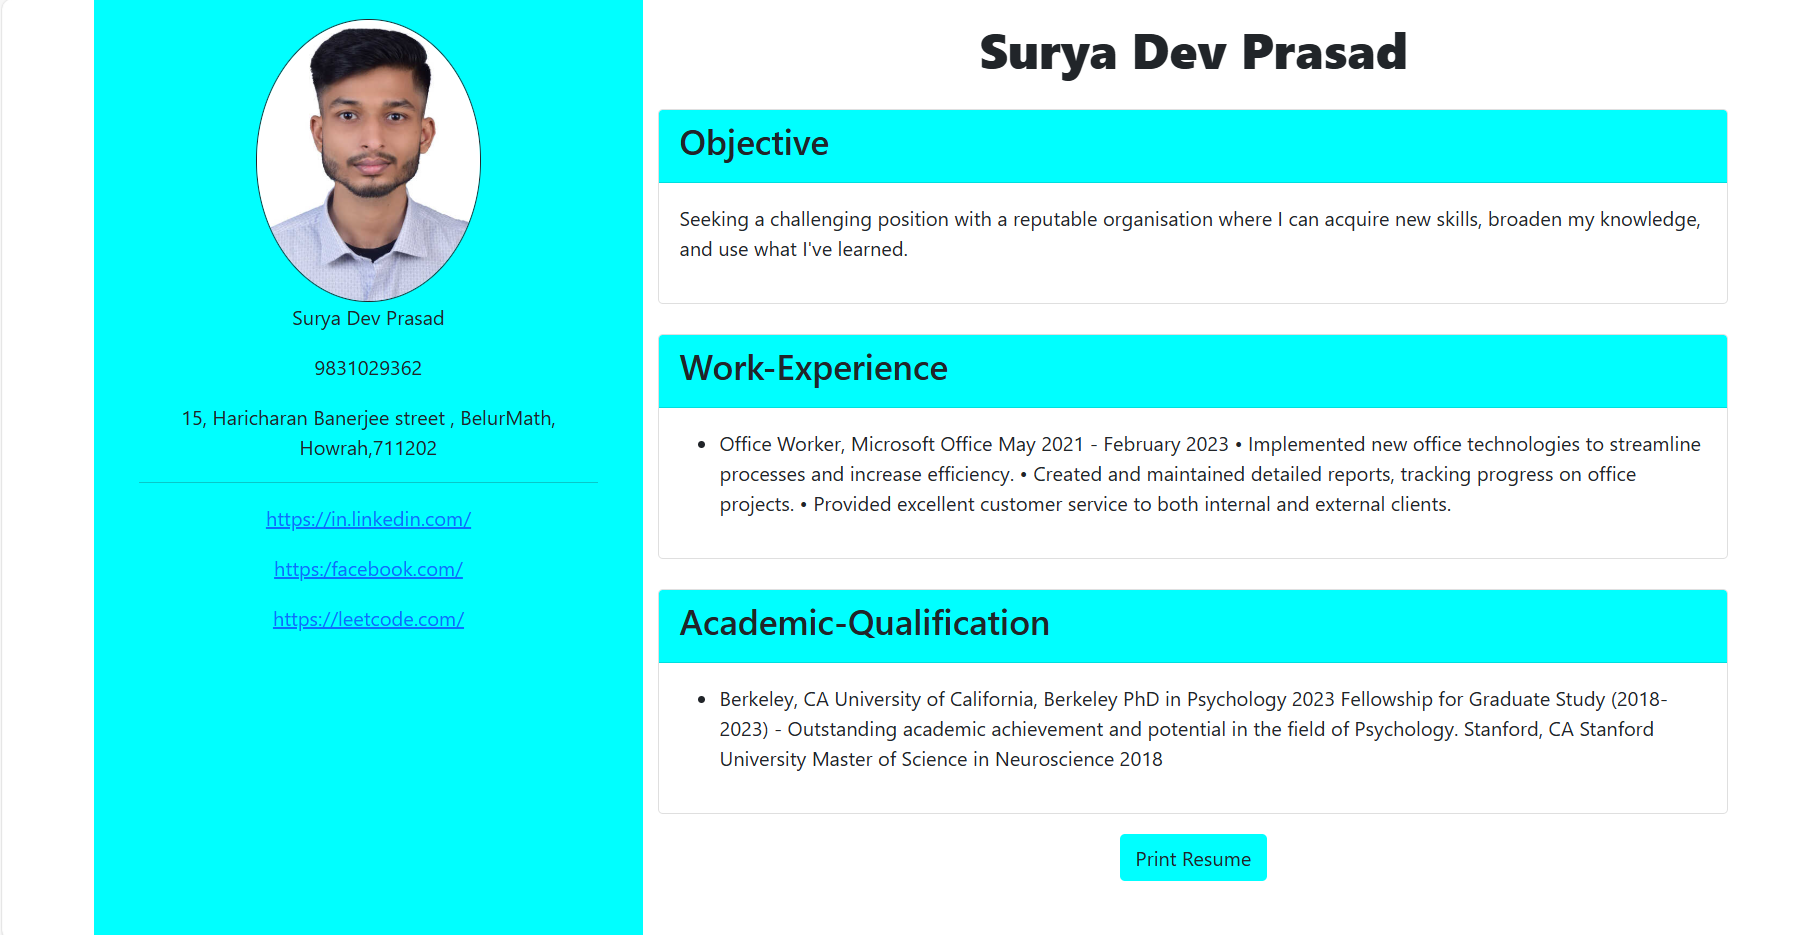 Surya Dev Prasad
9831029362
15, Haricharan Banerjee street , BelurMath,
Howrah,711202
https://in.linkedin.com/
https:/facebook.com/
https://leetcode.com/
Surya Dev Prasad
Objective
Seeking a challenging position with a reputable organisation where I can acquire new skills, broaden my knowledge,
and use what I've learned.
Work-Experience
• Office Worker, Microsoft Office May 2021 - February 2023 • Implemented new office technologies to streamline
processes and increase efficiency. • Created and maintained detailed reports, tracking progress on office
projects. • Provided excellent customer service to both internal and external clients.
Academic-Qualification
• Berkeley, CA University of California, Berkeley PhD in Psychology 2023 Fellowship for Graduate Study (2018-
2023) - Outstanding academic achievement and potential in the field of Psychology. Stanford, CA Stanford
University Master of Science in Neuroscience 2018
Print Resume